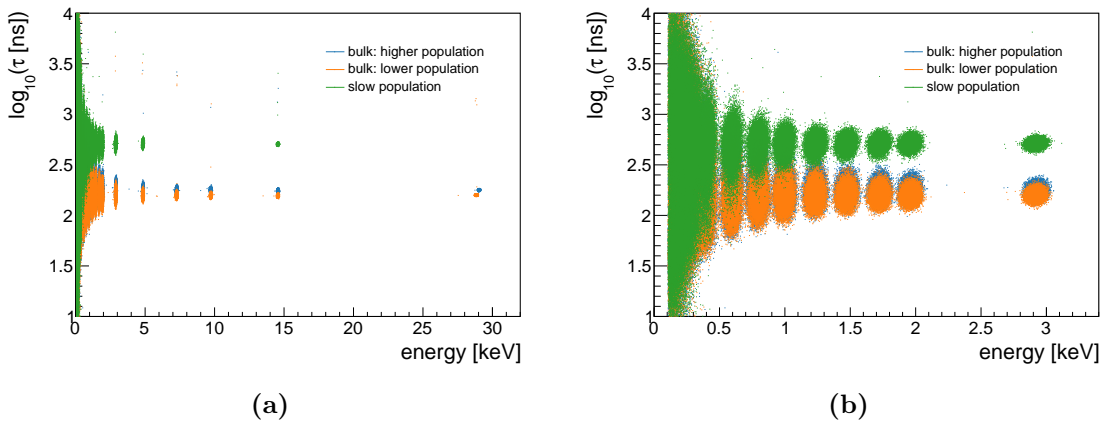 log10(τ [ns])
4
3.5
3
2.5
2
1.5
1
0 5 10 15 20 25 30
energy [keV]
bulk: higher population
bulk: lower population
slow population
(a)
log10(τ [ns])
4
3.5
3
2.5
2
1.5
1
0 0.5 1 1.5 2 2.5 3
energy [keV]
bulk: higher population
bulk: lower population
slow population
(b)